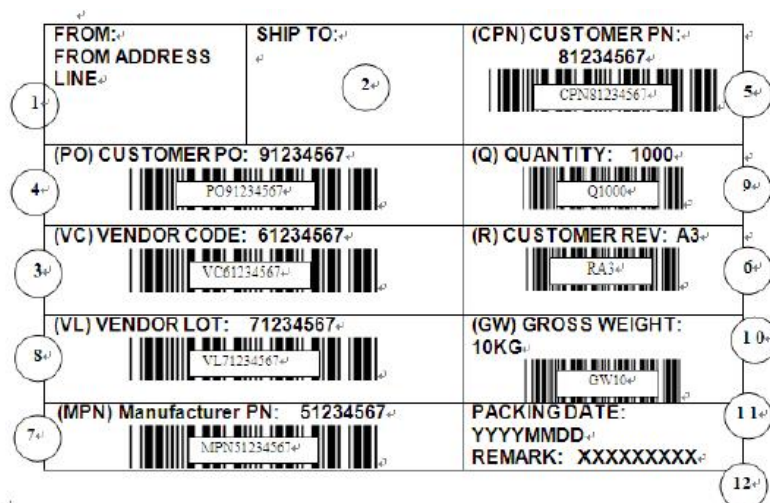 FROM:
FROM ADDRESS
LINE
1
SHIP TO:
2
(CPN) CUSTOMER PN:
81234567
CPN81234567
5
(PO) CUSTOMER PO: 91234567
PO91234567
4
(Q) QUANTITY: 1000
Q1000
9
(VC) VENDOR CODE: 61234567
VC61234567
3
(R) CUSTOMER REV: A3
RA3
6
(VL) VENDOR LOT: 71234567
VL71234567
8
(GW) GROSS WEIGHT:
10KG
GW10
10
(MPN) Manufacturer PN: 51234567
MPN51234567
7
PACKING DATE:
YYYYMMDD
REMARK: XXXXXXXXX
11
12